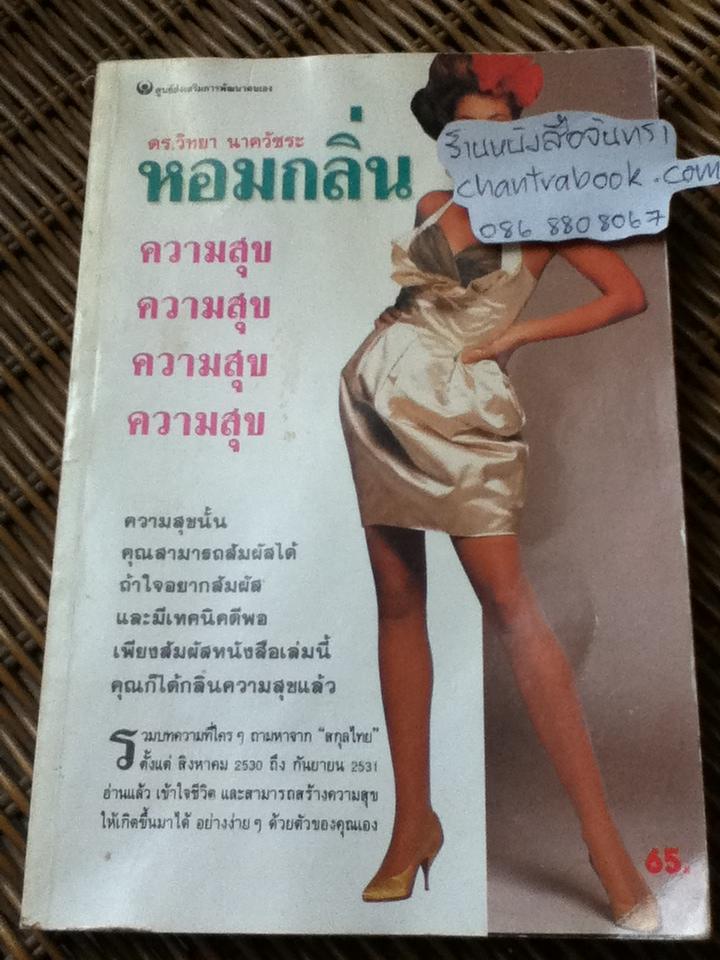 ศูนย์ส่งเสริมการพัฒนาตนเอง
ดร.วิทยา นาควัชระ
หอมกลิ่น
ความสุข
ความสุข
ความสุข
ความสุข
ร้านหนังสือจันทรา
chantrabook.com
086 8808067
ความสุขนั้น
คุณสามารถสัมผัสได้
ถ้าใจอยากสัมผัส
และมีเทคนิคดีพอ
เพียงสัมผัสหนังสือเล่มนี้
คุณก็ได้กลิ่นความสุขแล้ว
รวมบทความที่ใคร ๆ ถามหาจาก "สกุลไทย"
ตั้งแต่ สิงหาคม 2530 ถึง กันยายน 2531
อ่านแล้ว เข้าใจชีวิต และสามารถสร้างความสุข
ให้เกิดขึ้นมาได้ อย่างง่าย ๆ ด้วยตัวของคุณเอง
65.-